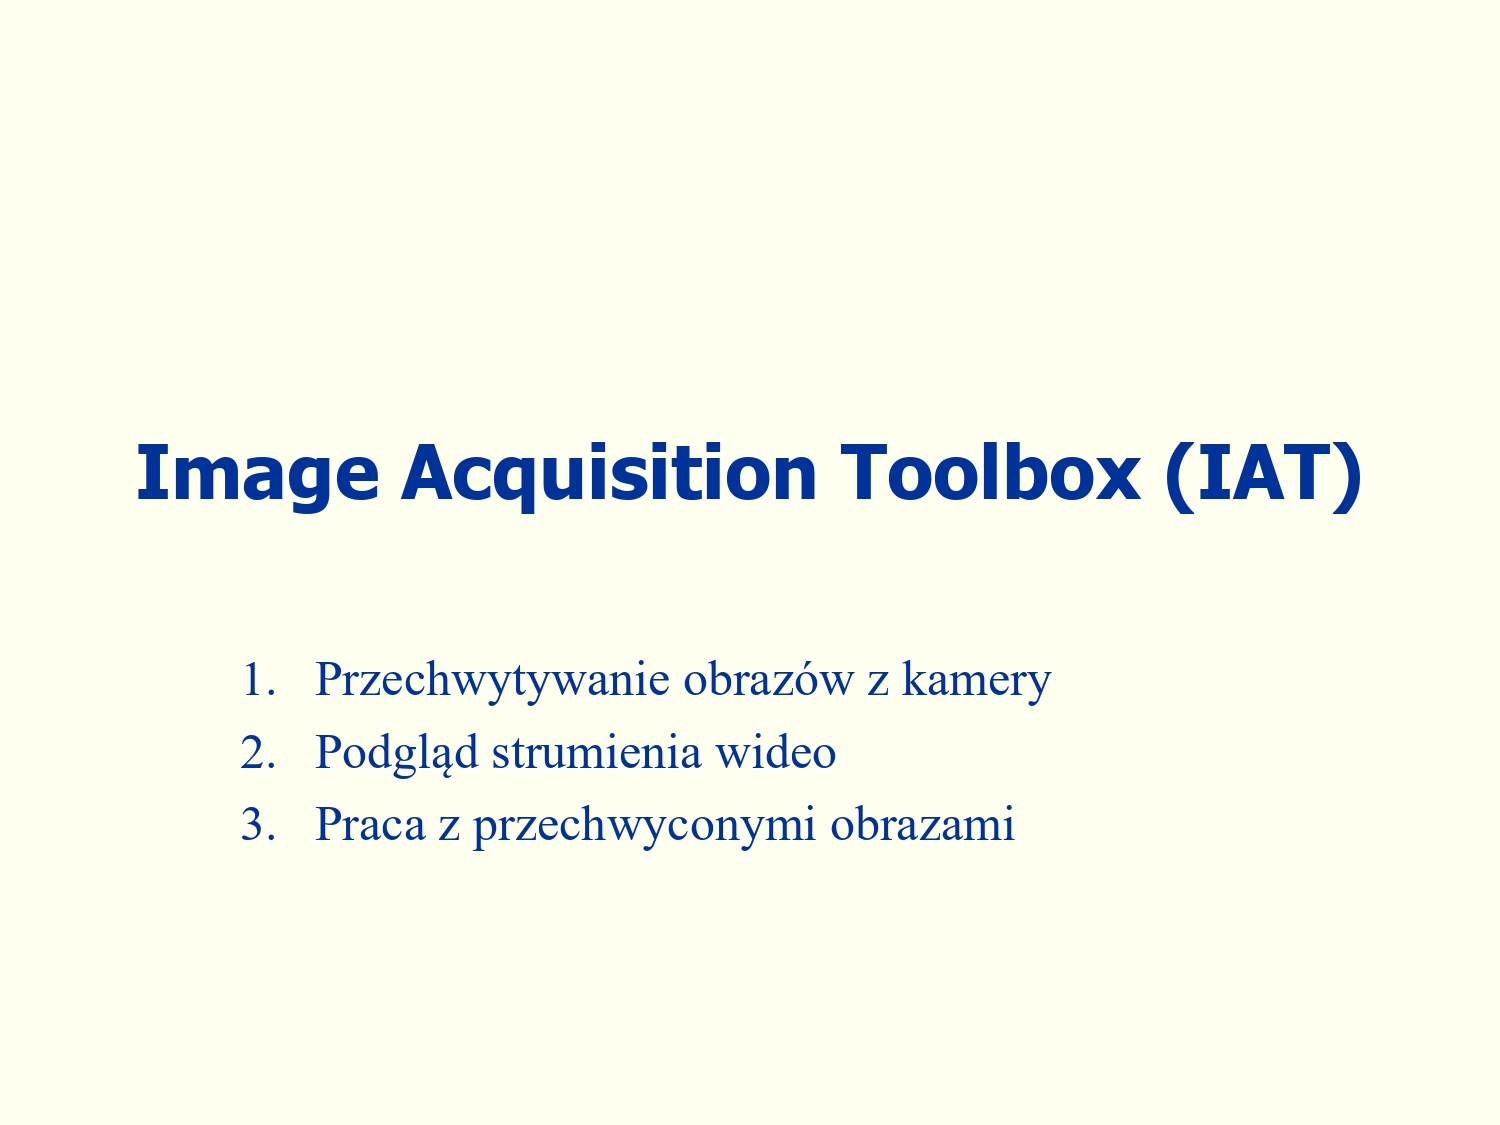 Image Acquisition Toolbox (IAT)
1. Przechwytywanie obrazów z kamery
2. Podgląd strumienia wideo
3. Praca z przechwyconymi obrazami